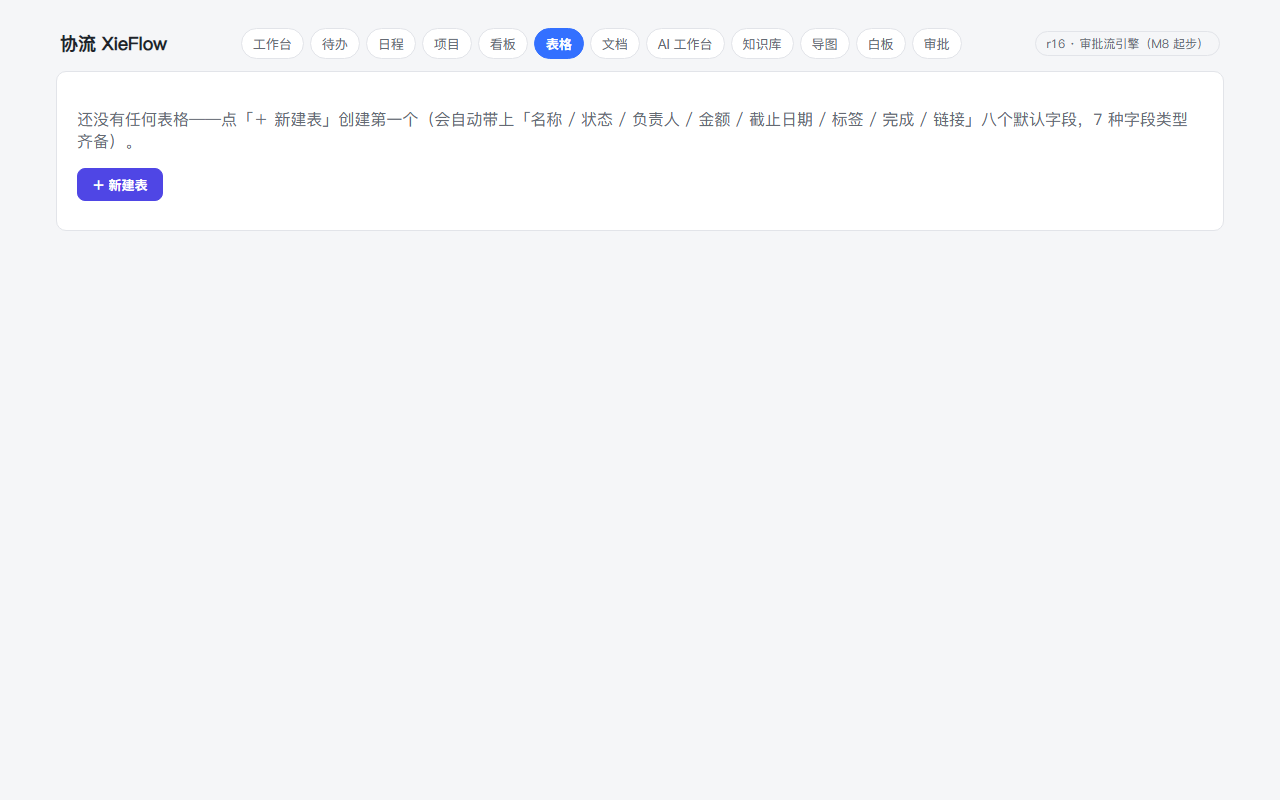 协流 XieFlow
工作台
待办
日程
项目
看板
表格
文档
AI 工作台
知识库
导图
白板
审批
r16 · 审批流引擎（M8 起步）
还没有任何表格——点「＋ 新建表」创建第一个（会自动带上「名称 / 状态 / 负责人 / 金额 / 截止日期 / 标签 / 完成 / 链接」八个默认字段，7 种字段类型
齐备）。
＋ 新建表